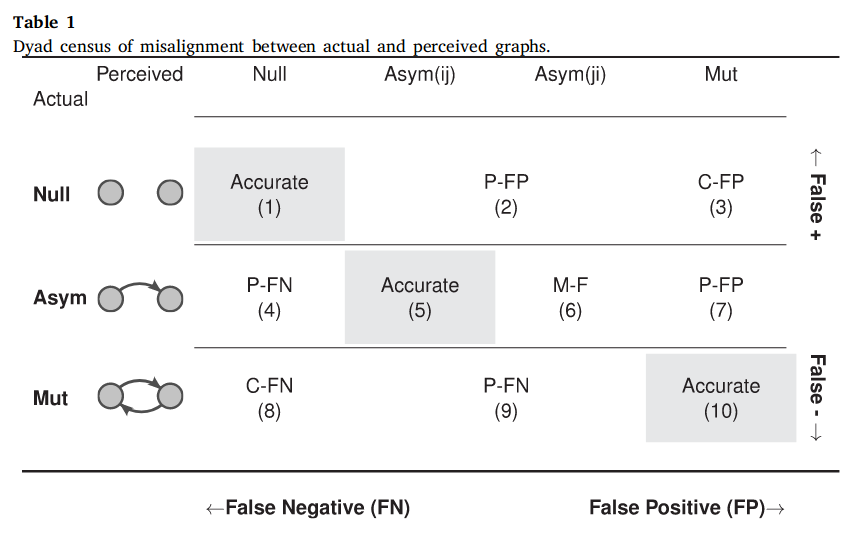 Table 1
Dyad census of misalignment between actual and perceived graphs.
Perceived Null Asym(ij) Asym(ji) Mut
Actual
Null Accurate P-FP C-FP
(1) (2) (3)
Asym P-FN Accurate M-F P-FP
(4) (5) (6) (7)
Mut C-FN P-FN Accurate
(8) (9) (10)
← False +
False - →
←False Negative (FN) False Positive (FP)→